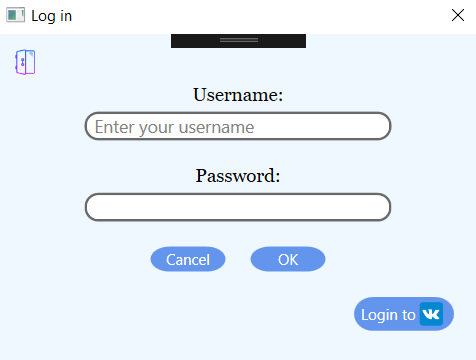 Log in
Username:
Enter your username
Password:
Cancel
OK
Login to